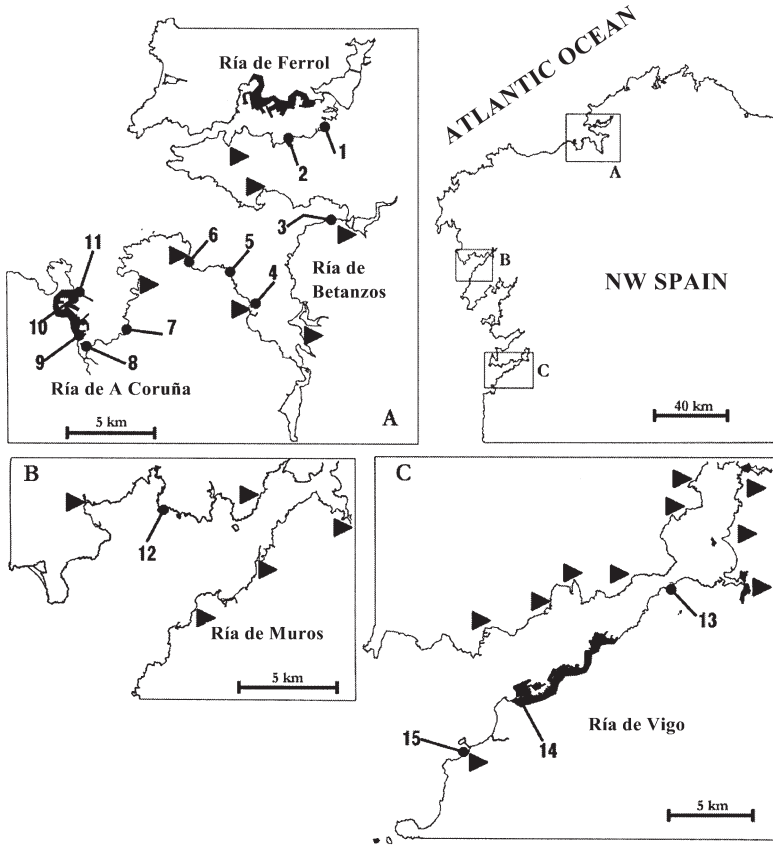 Ría de Ferrol
1
2
3
Ría de
Betanzos
6
5
4
11
10
9
8
7
Ría de A Coruña
5 km
A
ATLANTIC OCEAN
A
B
NW SPAIN
C
40 km
B
12
Ría de Muros
5 km
C
13
14
15
Ría de Vigo
5 km